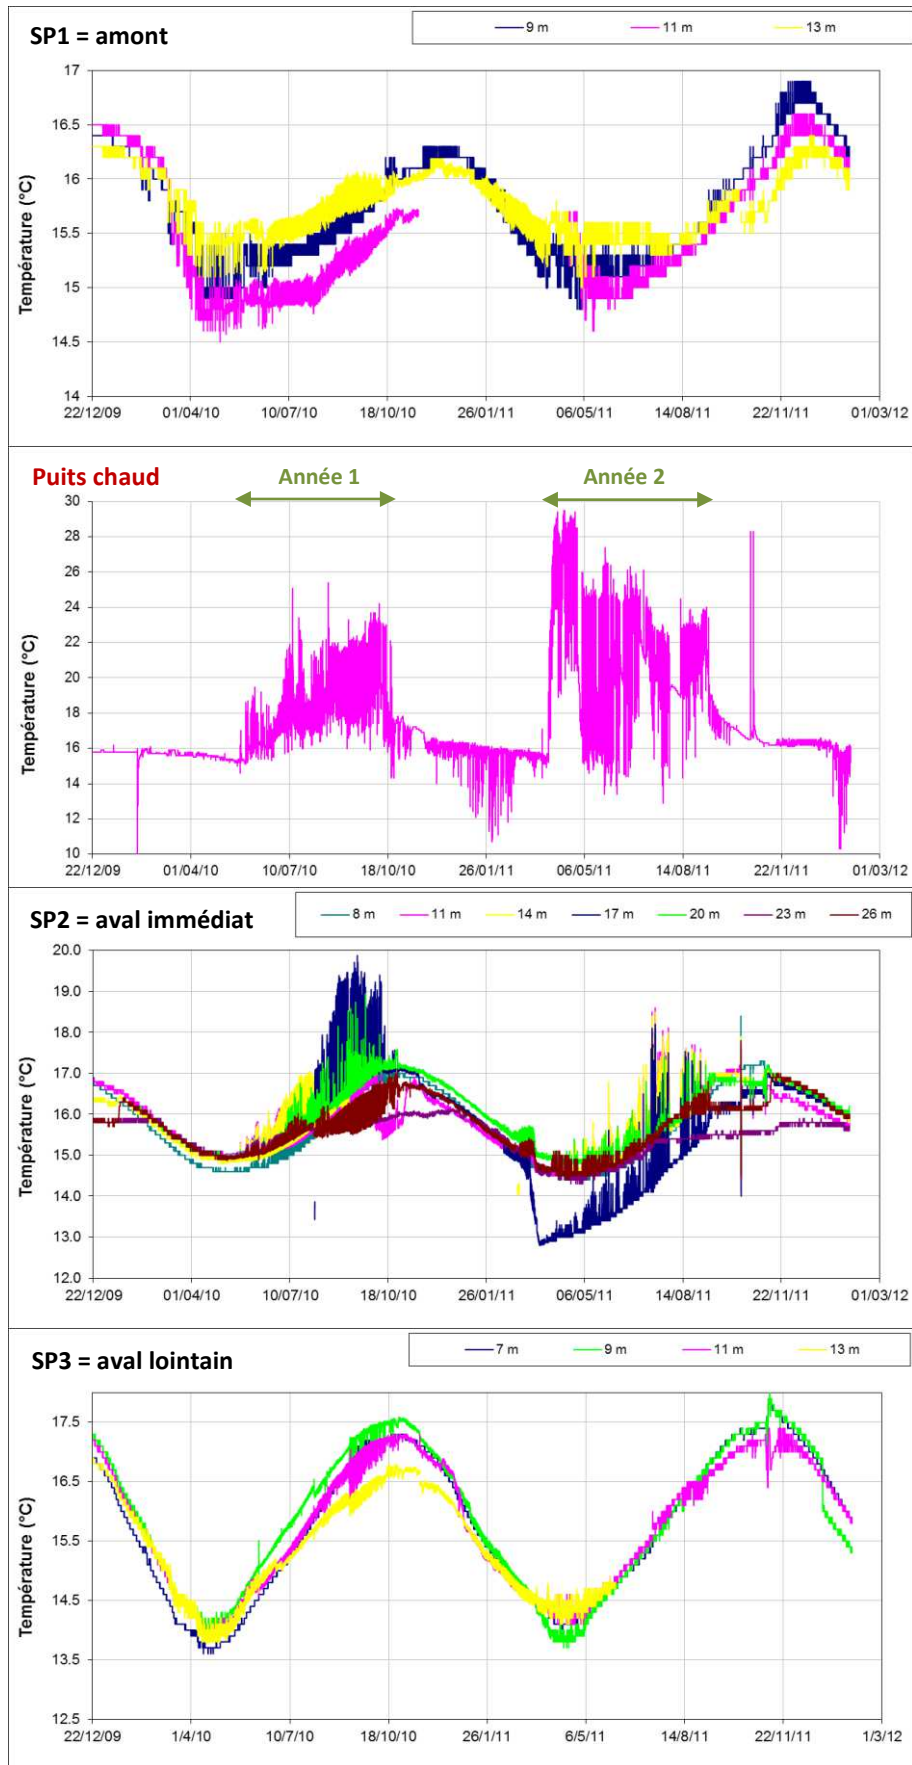 SP1 = amont
9 m 11 m 13 m
Température (°C)
17
16.5
16
15.5
15
14.5
14
22/12/09 01/04/10 10/07/10 18/10/10 26/01/11 06/05/11 14/08/11 22/11/11 01/03/12
Puits chaud
Année 1 Année 2
Température (°C)
30
28
26
24
22
20
18
16
14
12
10
22/12/09 01/04/10 10/07/10 18/10/10 26/01/11 06/05/11 14/08/11 22/11/11 01/03/12
SP2 = aval immédiat
8 m 11 m 14 m 17 m 20 m 23 m 26 m
Température (°C)
20.0
19.0
18.0
17.0
16.0
15.0
14.0
13.0
12.0
22/12/09 01/04/10 10/07/10 18/10/10 26/01/11 06/05/11 14/08/11 22/11/11 01/03/12
SP3 = aval lointain
7 m 9 m 11 m 13 m
Température (°C)
17.5
16.5
15.5
14.5
13.5
12.5
22/12/09 1/4/10 10/7/10 18/10/10 26/1/11 6/5/11 14/8/11 22/11/11 1/3/12